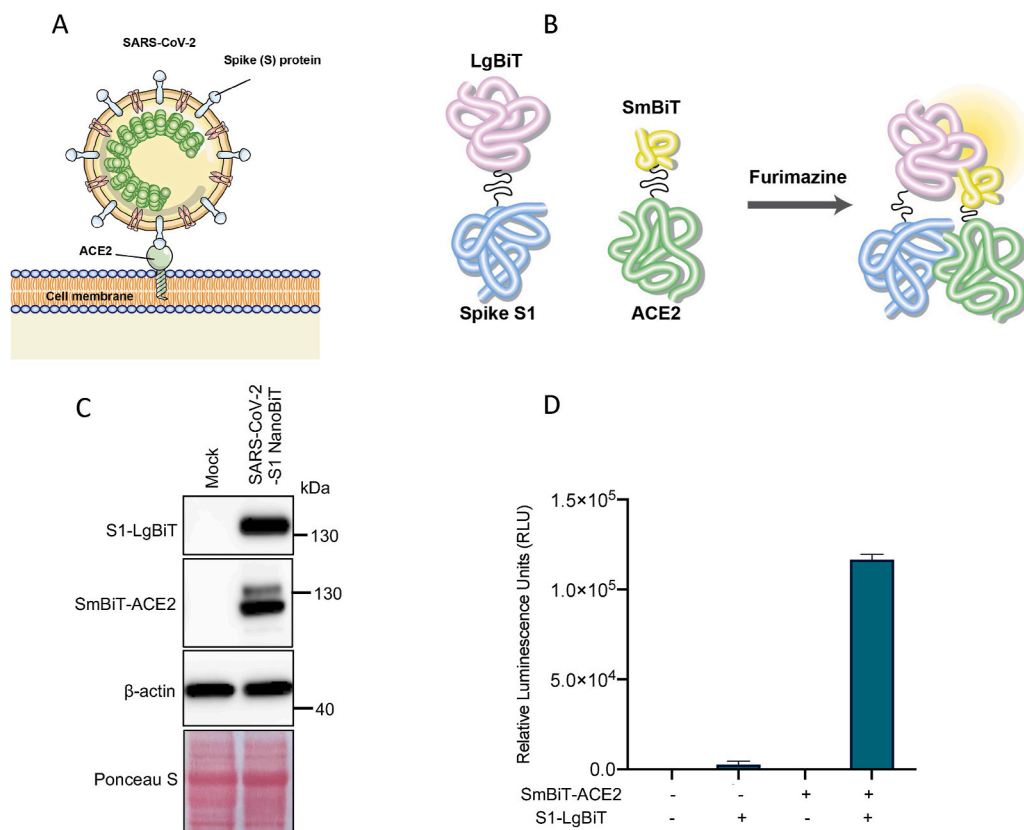 A
SARS-CoV-2
Spike (S) protein
ACE2
Cell membrane
B
LgBiT
SmBiT
Furimazine
Spike S1
ACE2
C
Mock
SARS-CoV-2
-S1 NanoBiT
kDa
S1-LgBiT
130
SmBiT-ACE2
130
β-actin
40
Ponceau S
D
Relative Luminescence Units (RLU)
1.5×10⁵
1.0×10⁵
5.0×10⁴
0.0
SmBiT-ACE2 - - + +
S1-LgBiT - + - +